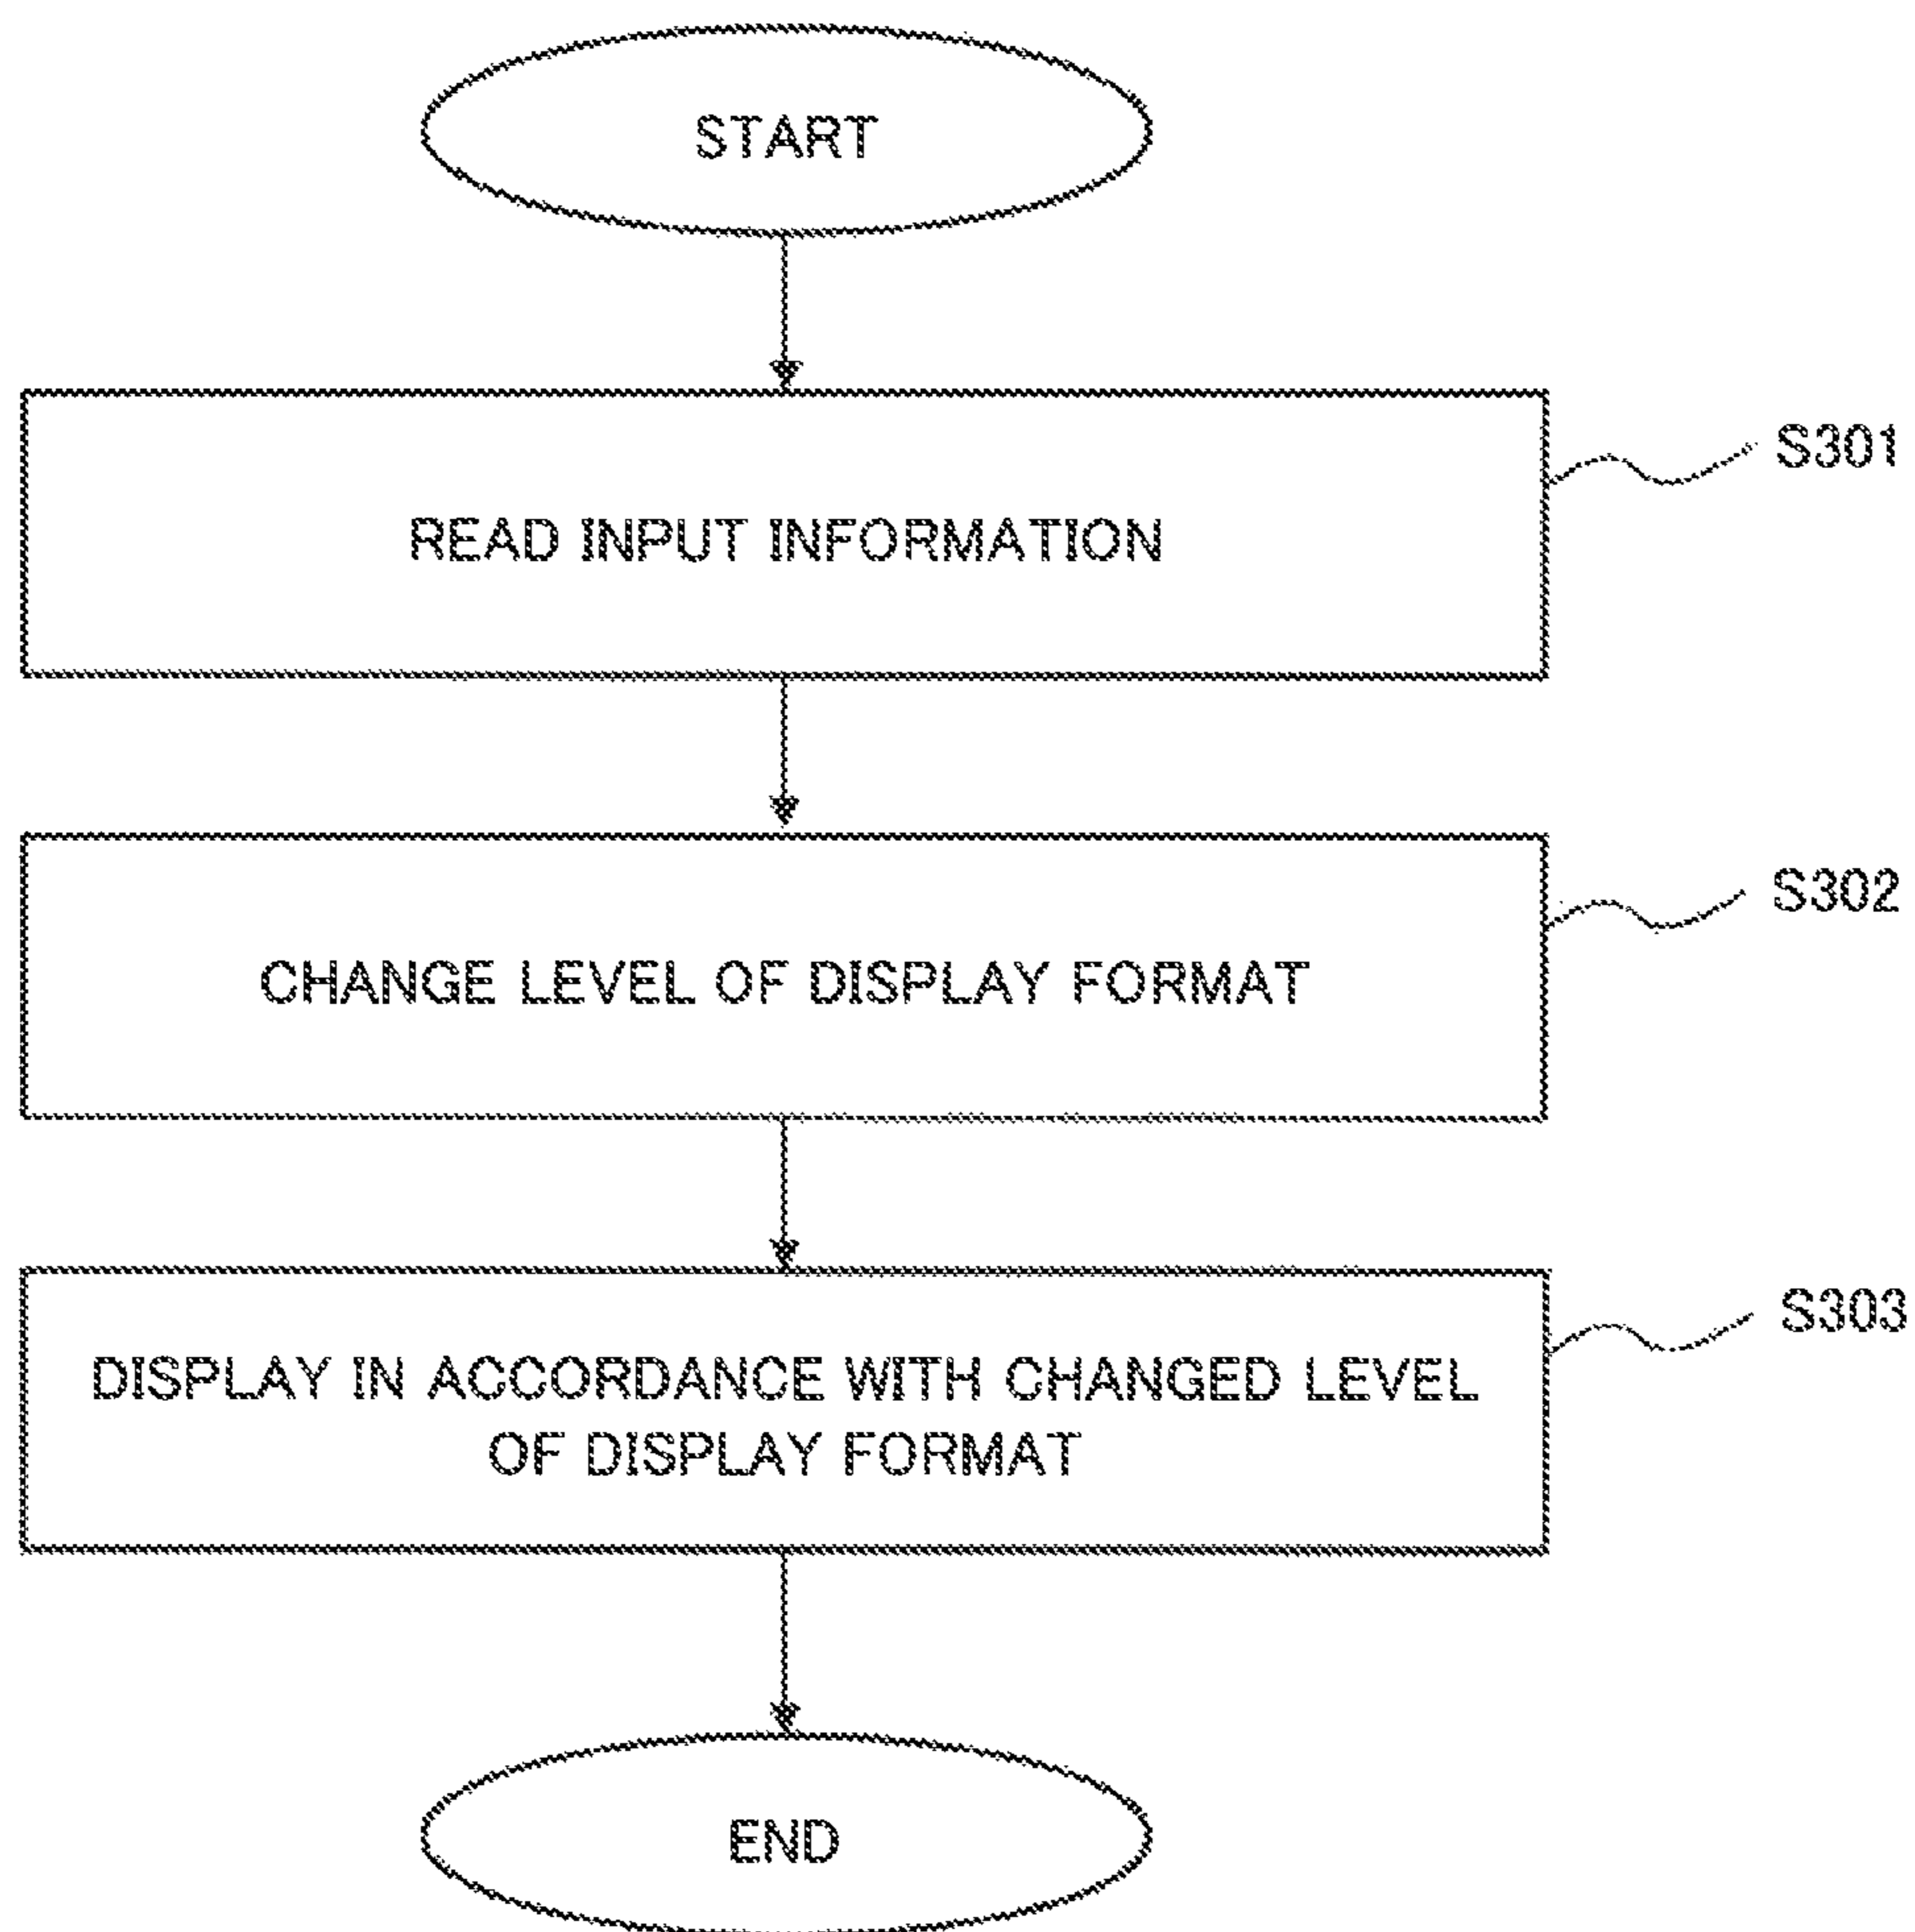 START
S301
READ INPUT INFORMATION
S302
CHANGE LEVEL OF DISPLAY FORMAT
S303
DISPLAY IN ACCORDANCE WITH CHANGED LEVEL
OF DISPLAY FORMAT
END